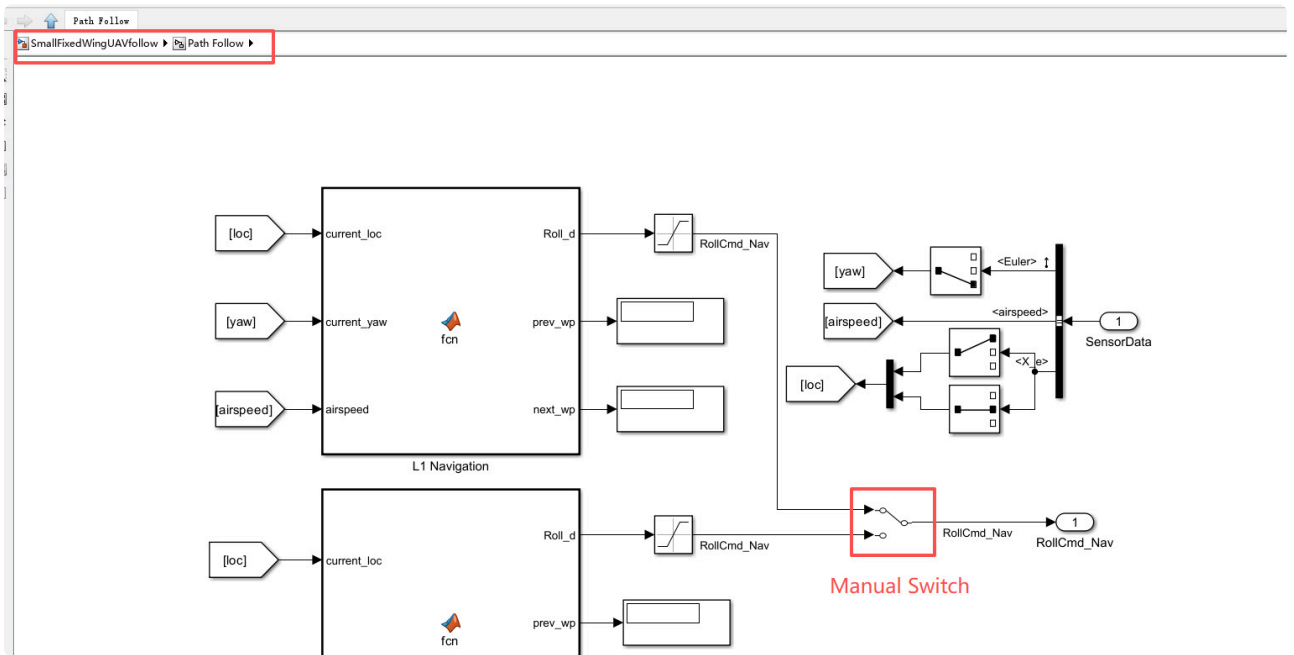 Path Follow
SmallFixedWingUAVfollow
Path Follow
[loc]
current_loc
Roll_d
RollCmd_Nav
[yaw]
current_yaw
fcn
prev_wp
[airspeed]
airspeed
next_wp
L1 Navigation
[yaw]
<Euler>
[airspeed]
<airspeed>
1
SensorData
[loc]
<X_e>
[loc]
current_loc
Roll_d
RollCmd_Nav
fcn
prev_wp
RollCmd_Nav
1
RollCmd_Nav
Manual Switch